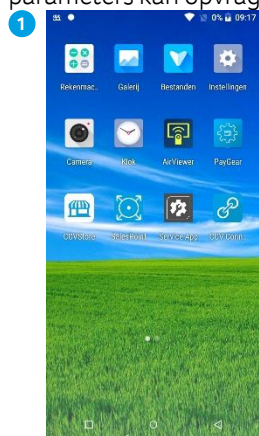 parameters kan opvrag
1
09:17
0%
Rekenmac.. Galerij Bestanden Instellingen
Camera Klok AirViewer PayGear
CCVStore SalesPoint Service App CCV Conn..